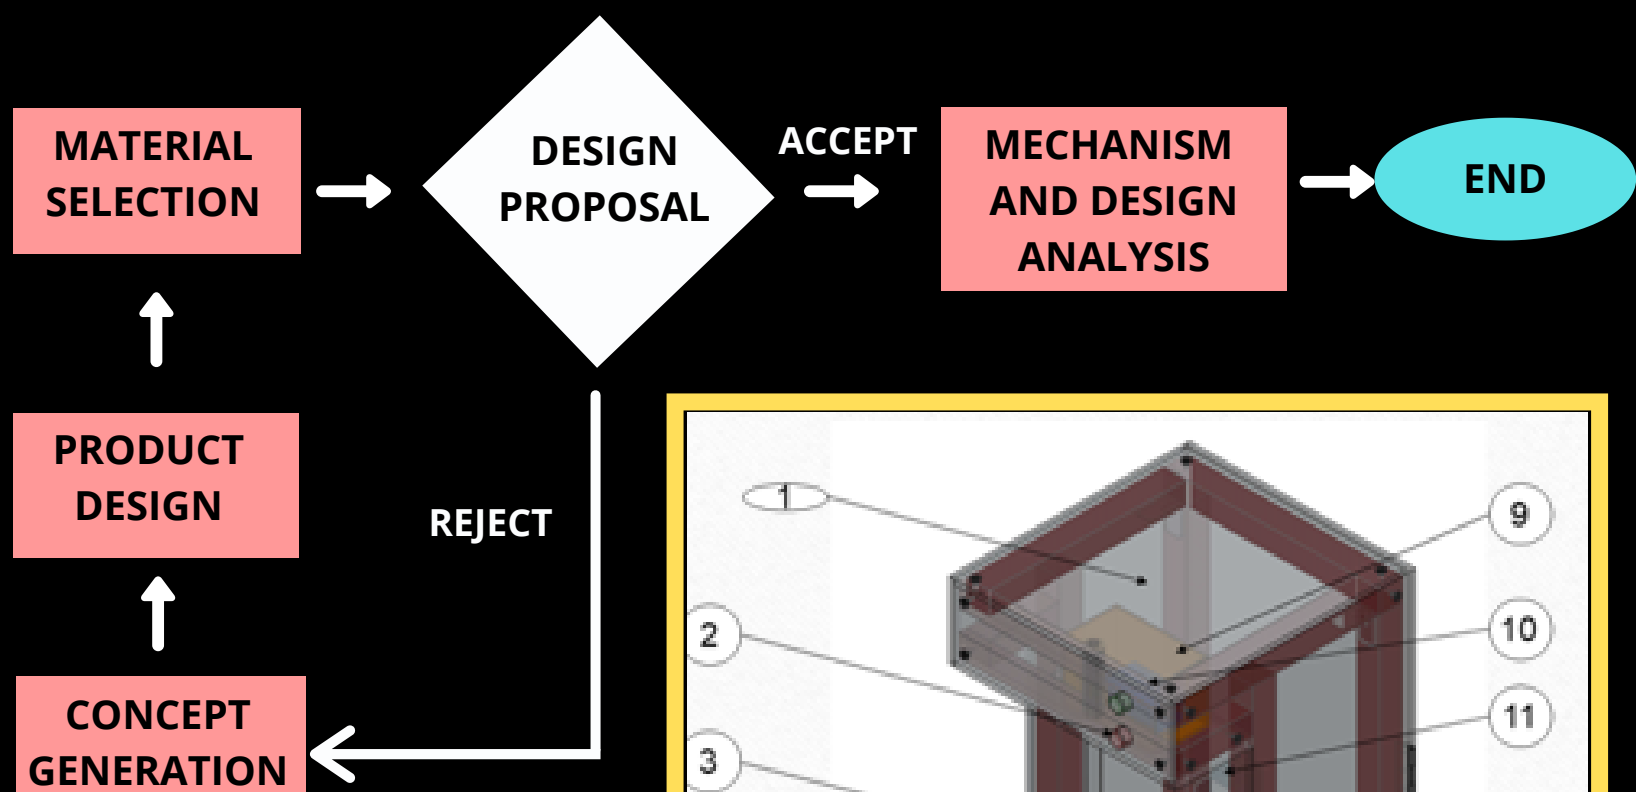 MATERIAL
SELECTION
DESIGN
PROPOSAL
ACCEPT
MECHANISM
AND DESIGN
ANALYSIS
END
PRODUCT
DESIGN
REJECT
CONCEPT
GENERATION
1
2
3
9
10
11